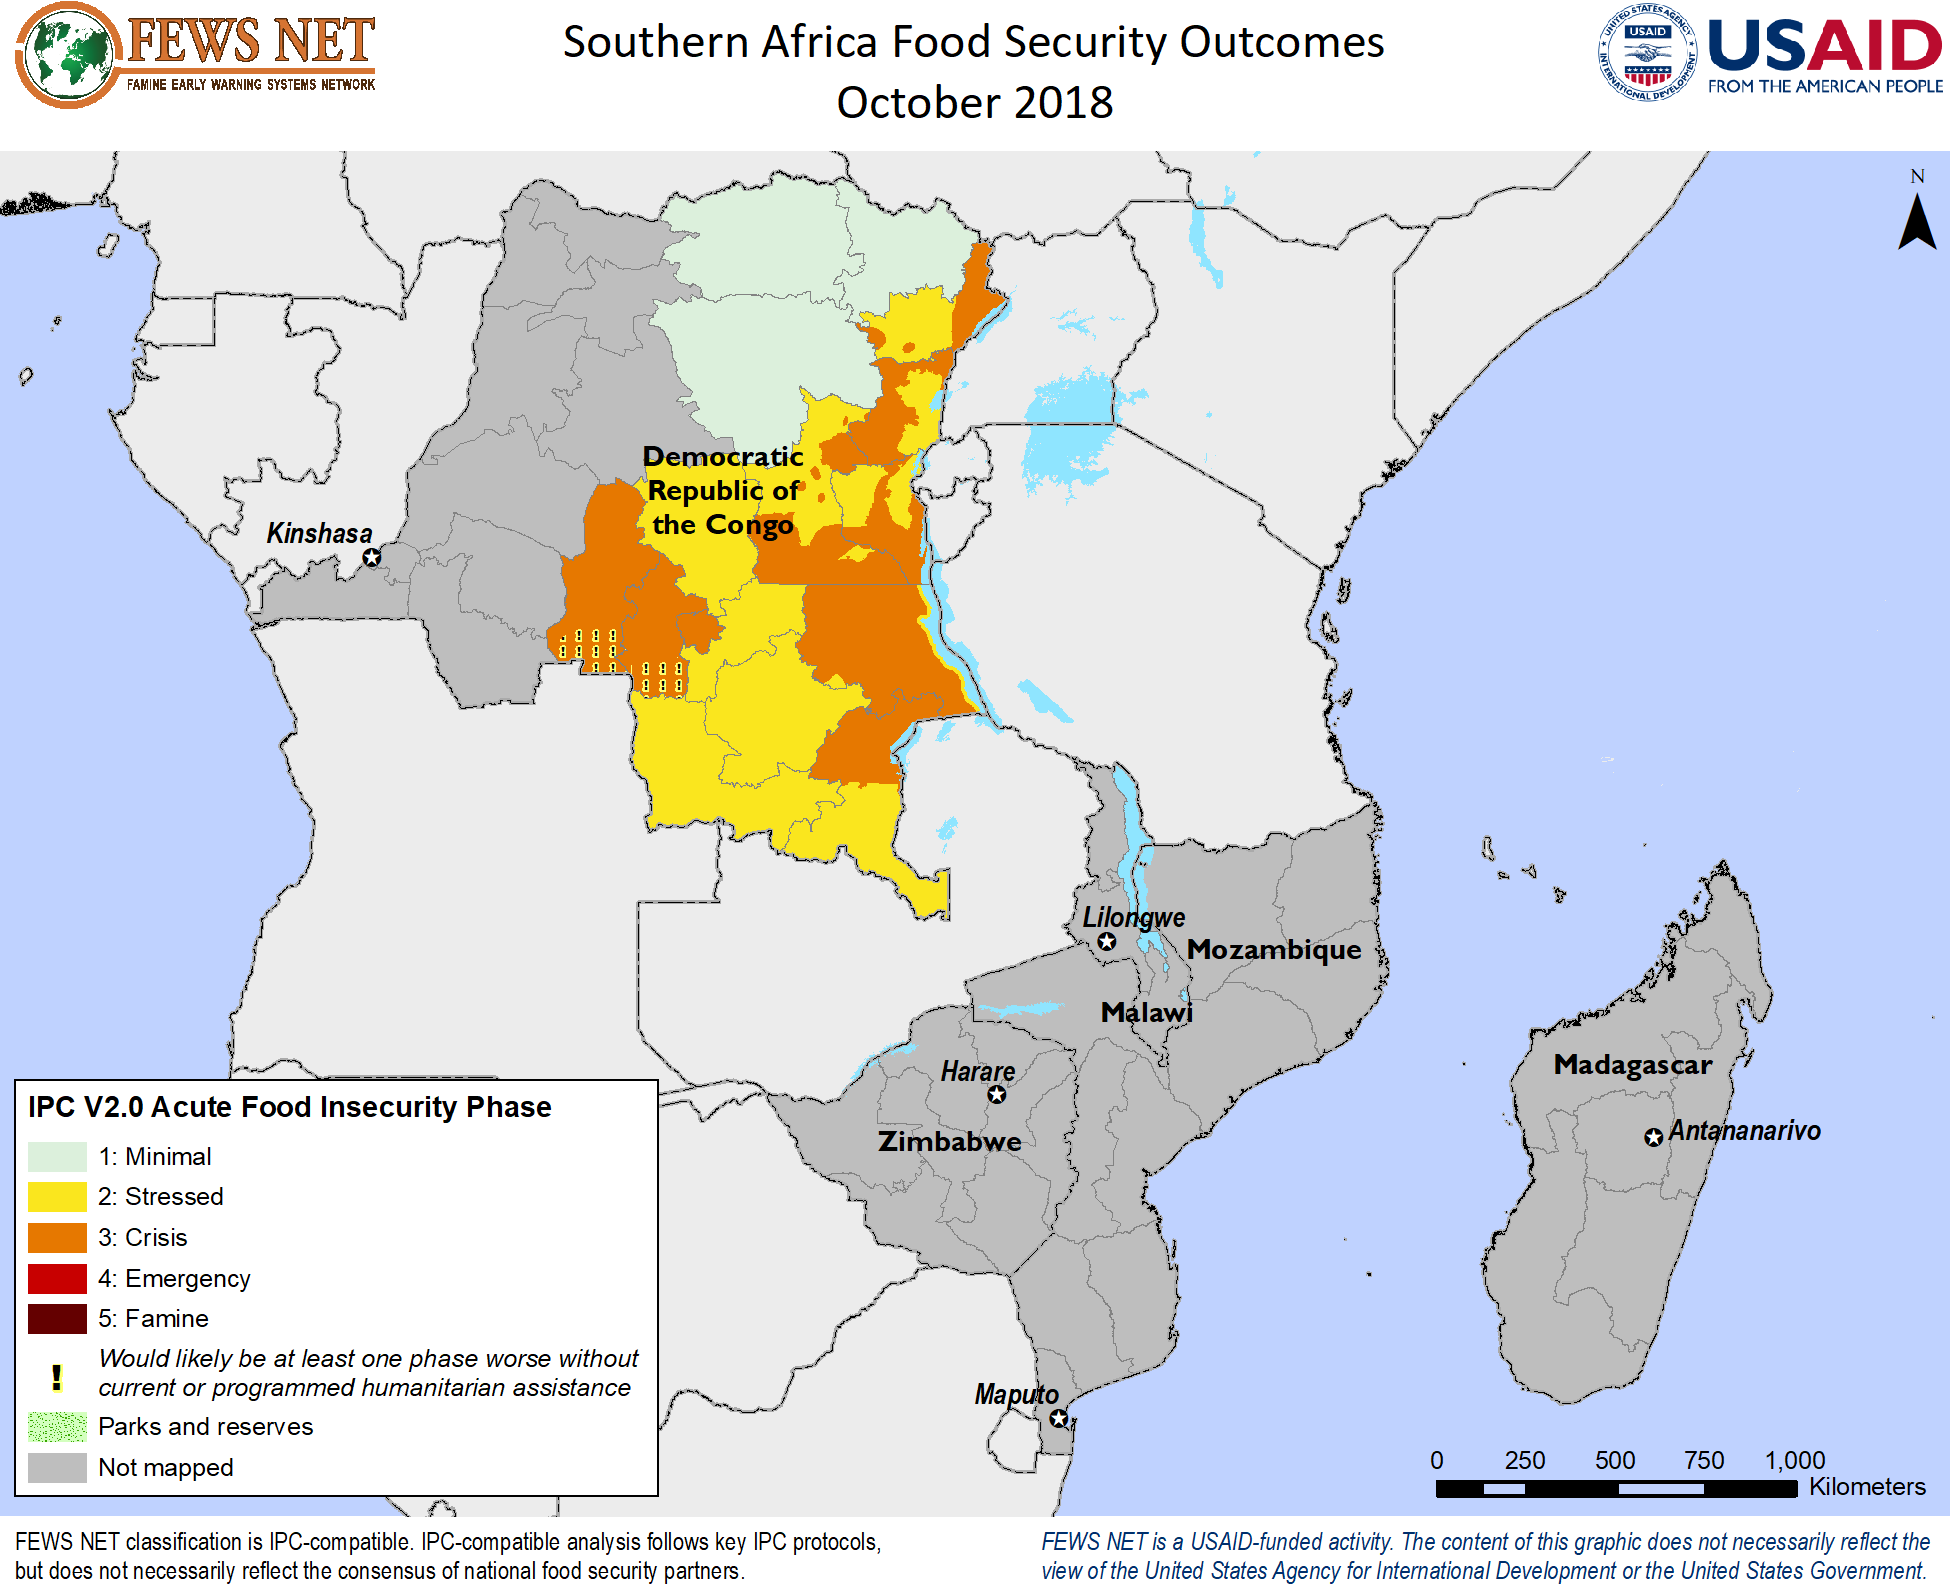 FEWS NET
FAMINE EARLY WARNING SYSTEMS NETWORK
Southern Africa Food Security Outcomes
October 2018
UNITED STATES AGENCY
USAID
INTERNATIONAL DEVELOPMENT
USAID
FROM THE AMERICAN PEOPLE
N
Democratic
Republic of
the Congo
Kinshasa
Lilongwe
Mozambique
Malawi
Harare
Madagascar
Antananarivo
Zimbabwe
Maputo
IPC V2.0 Acute Food Insecurity Phase
1: Minimal
2: Stressed
3: Crisis
4: Emergency
5: Famine
! Would likely be at least one phase worse without
current or programmed humanitarian assistance
Parks and reserves
Not mapped
0 250 500 750 1,000
Kilometers
FEWS NET classification is IPC-compatible. IPC-compatible analysis follows key IPC protocols,
but does not necessarily reflect the consensus of national food security partners.
FEWS NET is a USAID-funded activity. The content of this graphic does not necessarily reflect the
view of the United States Agency for International Development or the United States Government.